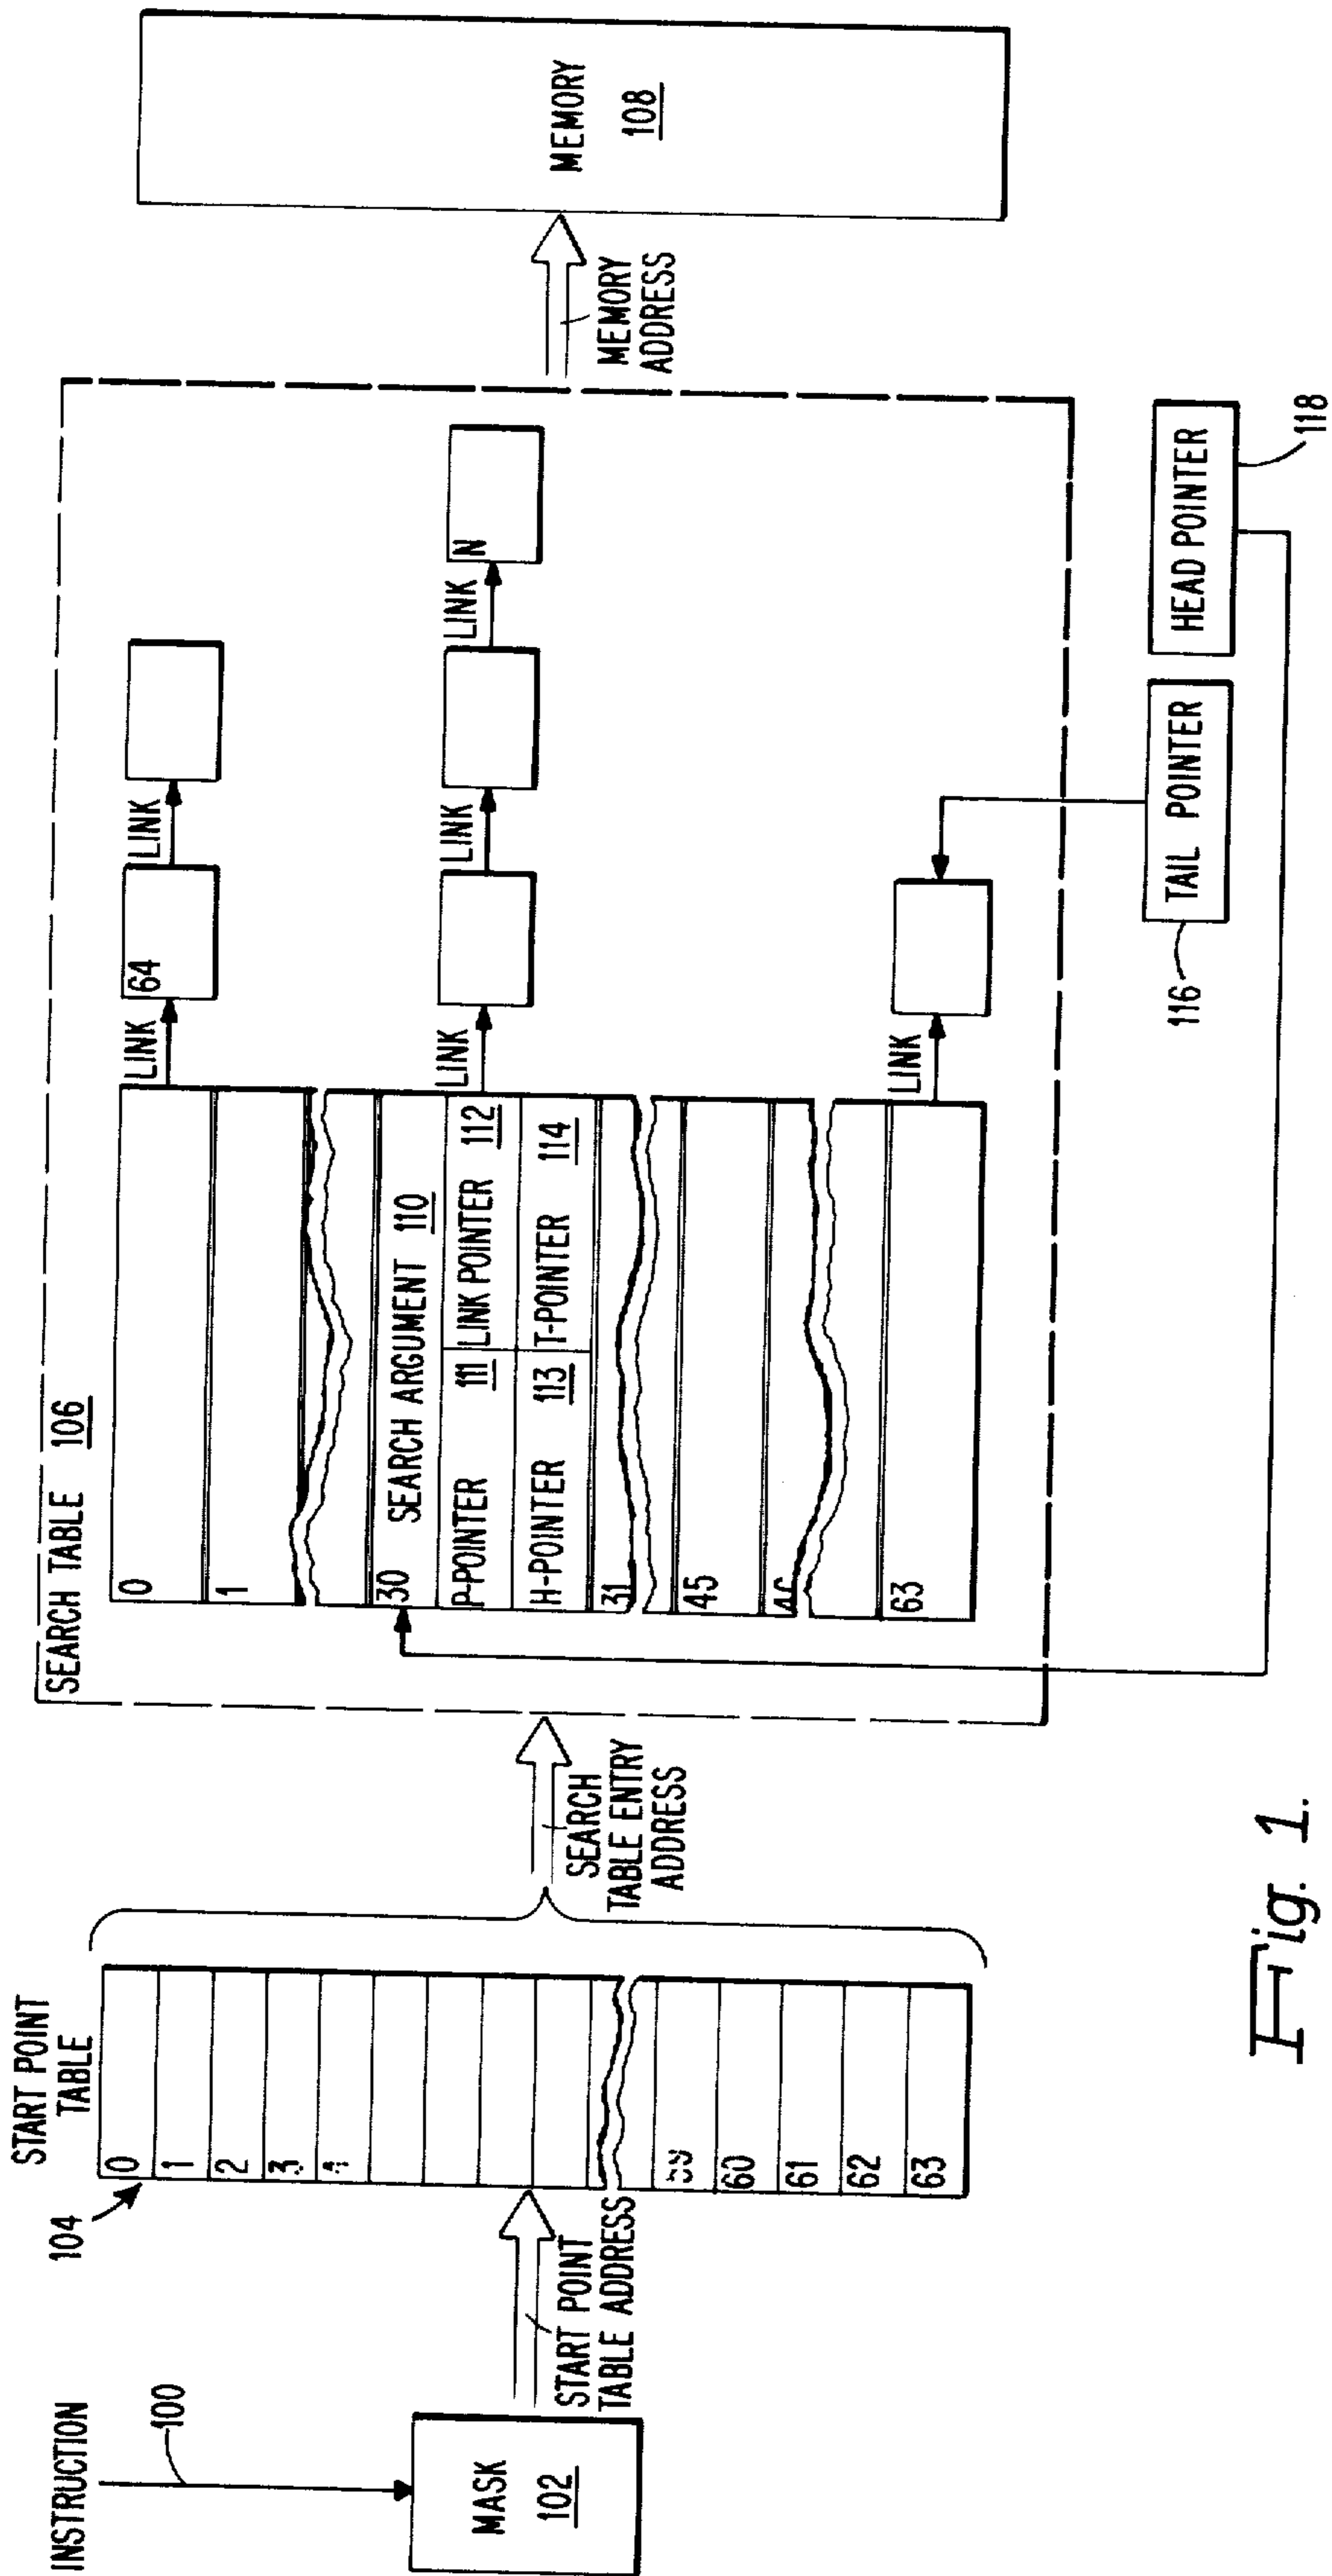 INSTRUCTION
100
MASK
102
START POINT
TABLE ADDRESS
104
START POINT
TABLE
0
1
2
3
4
60
61
62
63
SEARCH
TABLE ENTRY
ADDRESS
SEARCH TABLE 106
0
1
30 SEARCH ARGUMENT 110
P-POINTER 111 LINK POINTER 112
H-POINTER 113 T-POINTER 114
31
45
46
63
LINK
64
LINK
LINK
LINK
LINK
N
LINK
MEMORY
ADDRESS
MEMORY
108
116
TAIL POINTER
HEAD POINTER
118
Fig. 1.